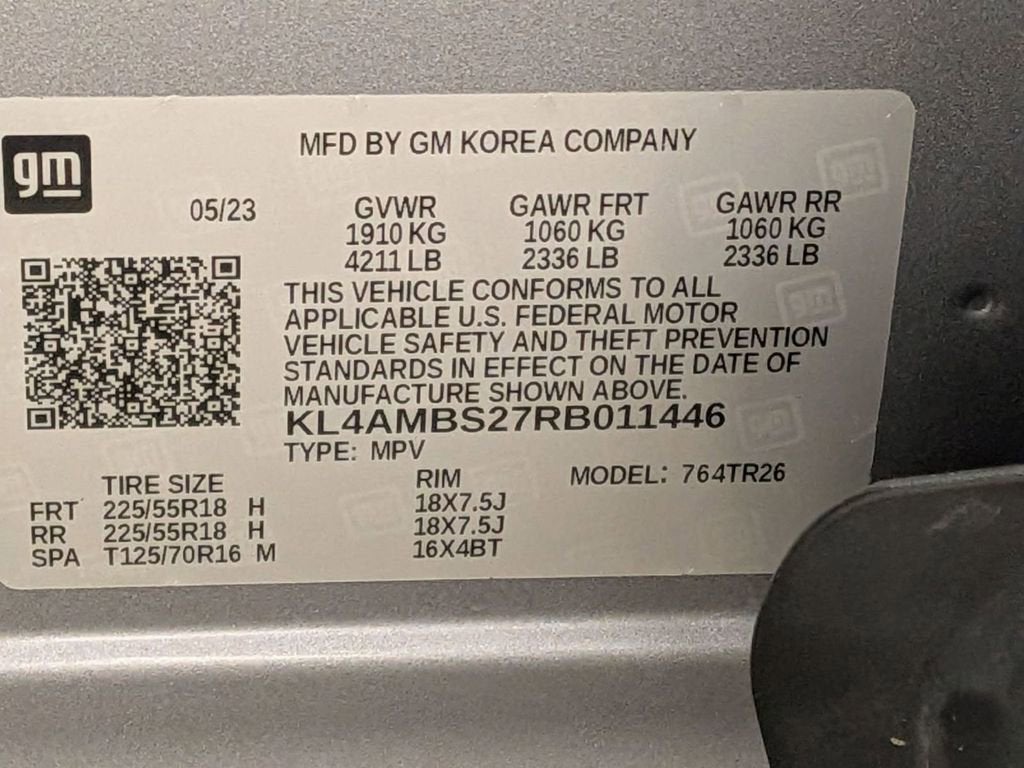 gm
MFD BY GM KOREA COMPANY
05/23 GVWR GAWR FRT GAWR RR
1910 KG 1060 KG 1060 KG
4211 LB 2336 LB 2336 LB
THIS VEHICLE CONFORMS TO ALL
APPLICABLE U.S. FEDERAL MOTOR
VEHICLE SAFETY AND THEFT PREVENTION
STANDARDS IN EFFECT ON THE DATE OF
MANUFACTURE SHOWN ABOVE.
KL4AMBS27RB011446
TYPE: MPV
TIRE SIZE RIM MODEL: 764TR26
FRT 225/55R18 H 18X7.5J
RR 225/55R18 H 18X7.5J
SPA T125/70R16 M 16X4BT